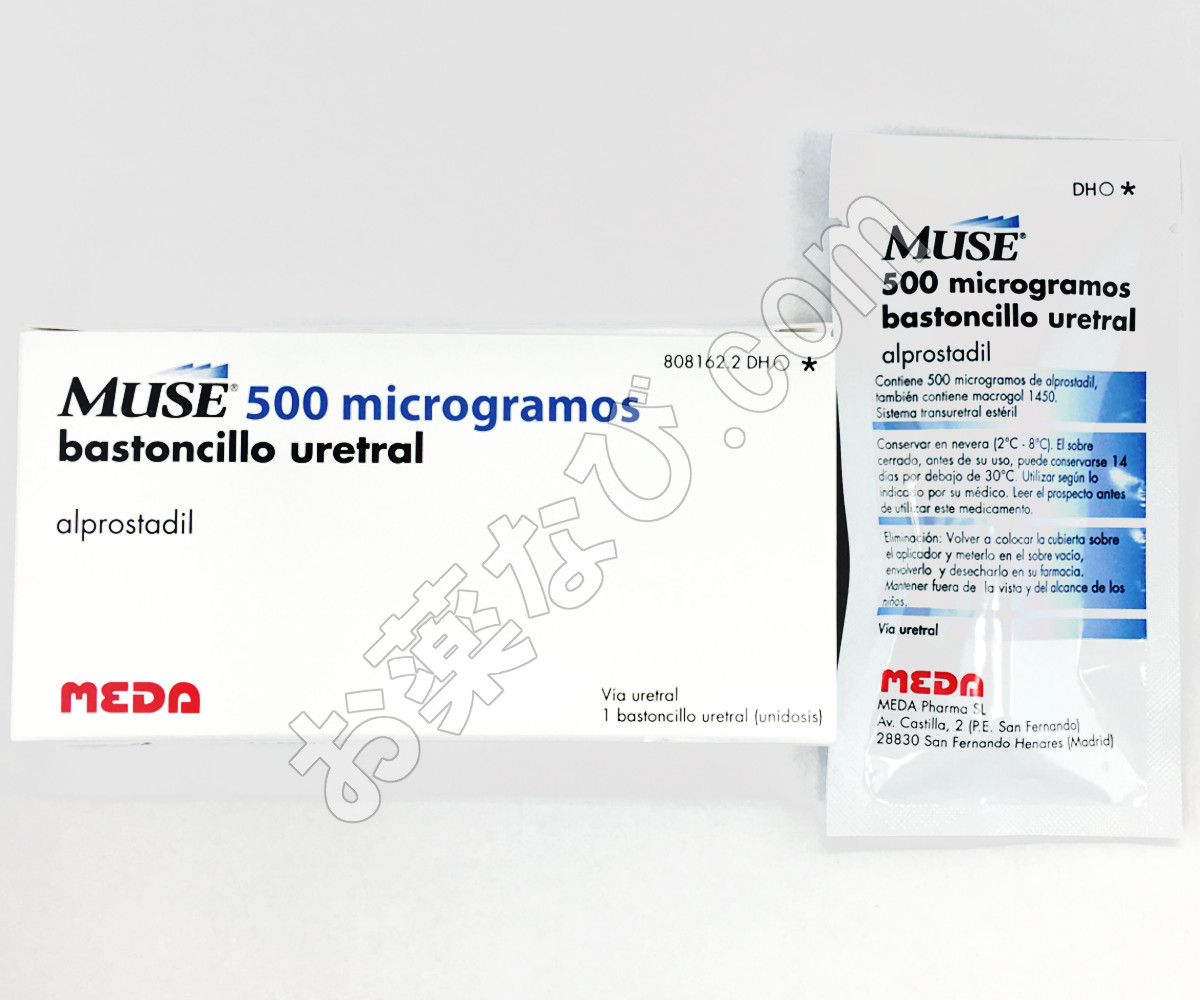 808162.2 DH○ *
MUSE® 500 microgramos
bastoncillo uretral
alprostadil
MEDA
Vía uretral
1 bastoncillo uretral (unidosis)
DH○ *
MUSE®
500 microgramos
bastoncillo uretral
alprostadil
Contiene 500 microgramos de alprostadil,
también contiene macrogol 1450.
Sistema transuretral estéril
Conservar en nevera (2°C - 8°C). El sobre
cerrado, antes de su uso, puede conservarse 14
días por debajo de 30°C. Utilizar según lo
indicado por su médico. Leer el prospecto antes
de utilizar este medicamento.
Eliminación: Volver a colocar la cubierta sobre
el aplicador y meterlo en el sobre vacío,
envolverlo y desecharlo en su farmacia.
Mantener fuera de la vista y del alcance de los
niños.
Vía uretral
MEDA
MEDA Pharma SL
Av. Castilla, 2 (P.E. San Fernando)
28830 San Fernando Henares (Madrid)
お薬なび.com